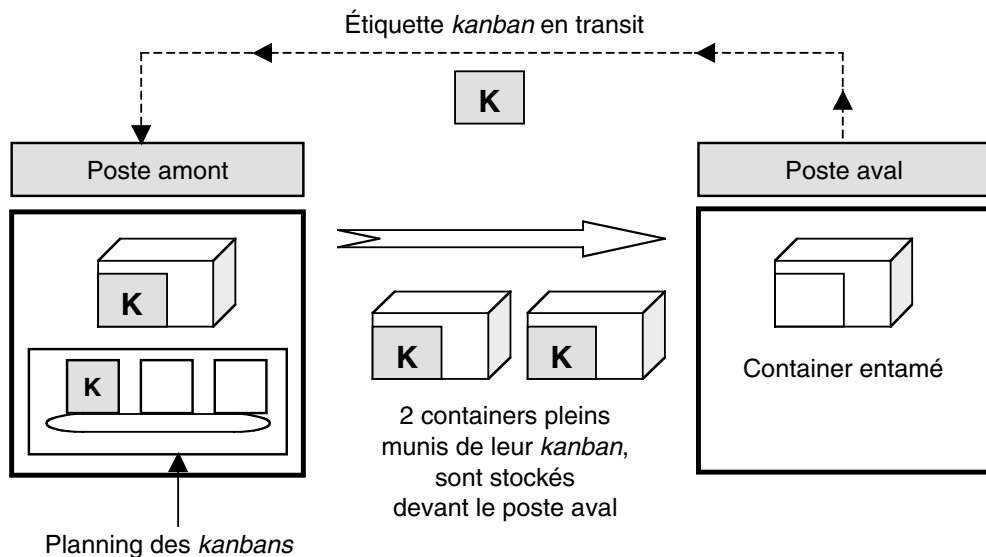 Étiquette kanban en transit
K
Poste amont
Poste aval
K
K
K
K
Container entamé
2 containers pleins
munis de leur kanban,
sont stockés
devant le poste aval
Planning des kanbans